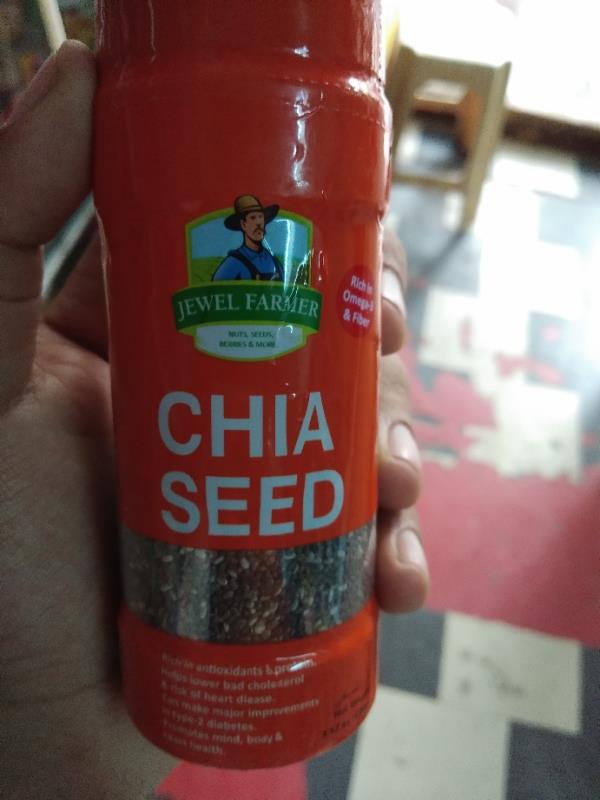 JEWEL FARMER
NUTS, SEEDS,
BERRIES & MORE
Rich in
Omega-3
& Fiber
CHIA
SEED
Rich in antioxidants & protein.
Helps lower bad cholesterol
& risk of heart diease.
Can make major improvements
in type-2 diabetes.
Promotes mind, body &
heart health.